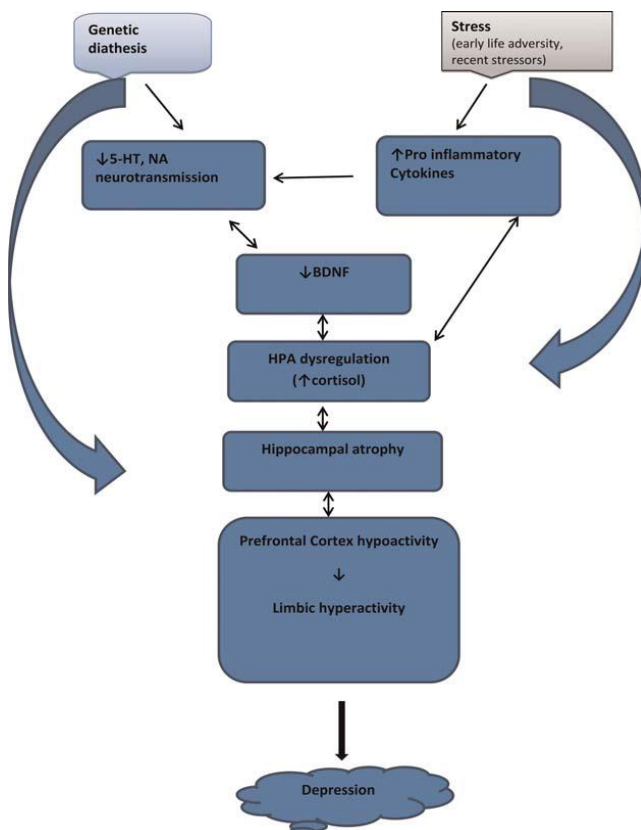 Genetic
diathesis
Stress
(early life adversity,
recent stressors)
↓5-HT, NA
neurotransmission
↑Pro inflammatory
Cytokines
↓BDNF
HPA dysregulation
(↑cortisol)
Hippocampal atrophy
Prefrontal Cortex hypoactivity
↓
Limbic hyperactivity
Depression